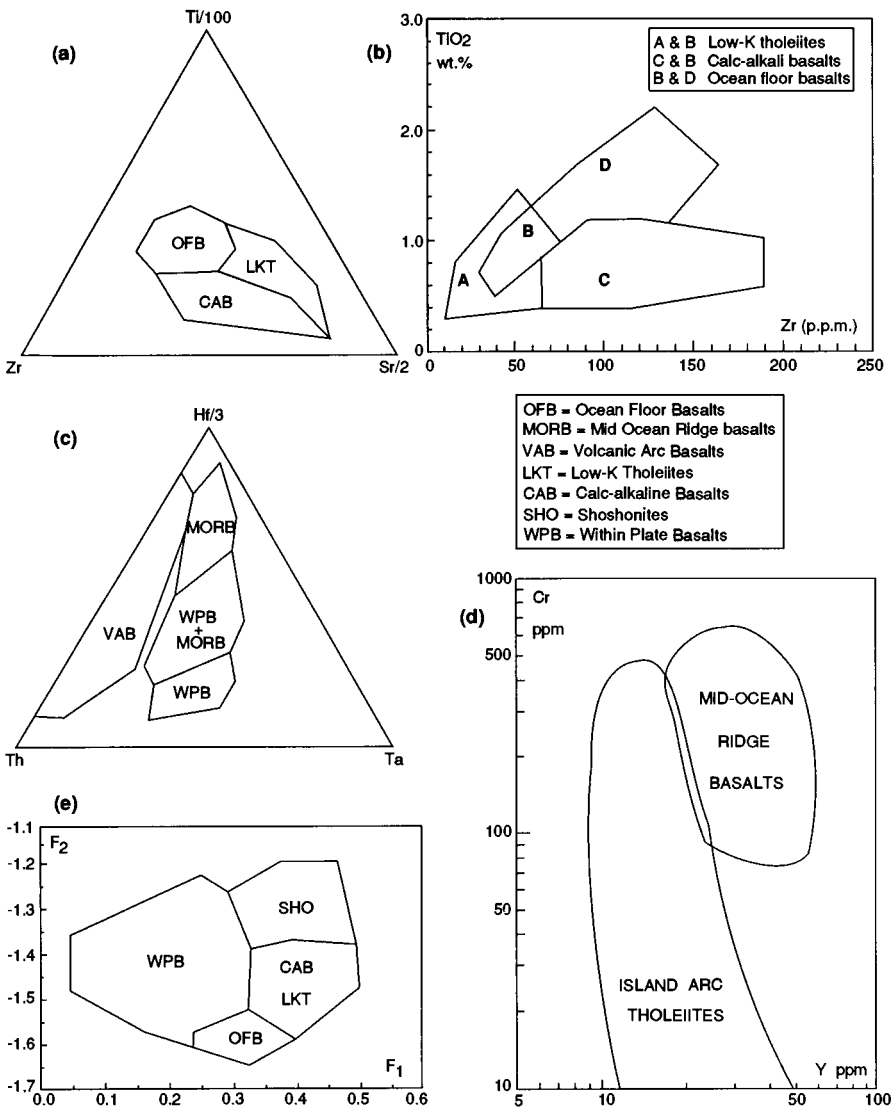 (a)
Ti/100
OFB
LKT
CAB
Zr
Sr/2
(b)
TiO2
wt.%
A & B Low-K tholeiites
C & B Calc-alkali basalts
B & D Ocean floor basalts
3.0
2.0
1.0
0
A
B
C
D
Zr (p.p.m.)
0 50 100 150 200 250
(c)
Hf/3
MORB
VAB
WPB
+
MORB
WPB
Th
Ta
OFB = Ocean Floor Basalts
MORB = Mid Ocean Ridge basalts
VAB = Volcanic Arc Basalts
LKT = Low-K Tholeiites
CAB = Calc-alkaline Basalts
SHO = Shoshonites
WPB = Within Plate Basalts
(d)
1000
500
100
50
10
Cr
ppm
MID-OCEAN
RIDGE
BASALTS
ISLAND ARC
THOLEIITES
Y ppm
5 10 50 100
(e)
-1.1
-1.2
-1.3
-1.4
-1.5
-1.6
-1.7
F2
SHO
WPB
CAB
LKT
OFB
F1
0.0 0.1 0.2 0.3 0.4 0.5 0.6